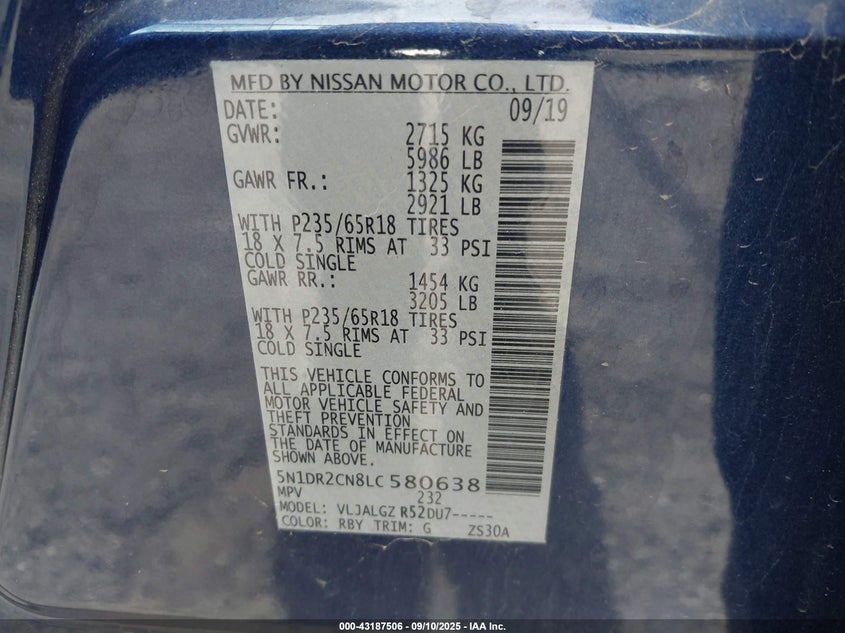 MFD BY NISSAN MOTOR CO., LTD.
DATE: 09/19
GVWR: 2715 KG
5986 LB
GAWR FR.: 1325 KG
2921 LB
WITH P235/65R18 TIRES
18 X 7.5 RIMS AT 33 PSI
COLD SINGLE
GAWR RR.: 1454 KG
3205 LB
WITH P235/65R18 TIRES
18 X 7.5 RIMS AT 33 PSI
COLD SINGLE
THIS VEHICLE CONFORMS TO
ALL APPLICABLE FEDERAL
MOTOR VEHICLE SAFETY AND
THEFT PREVENTION
STANDARDS IN EFFECT ON
THE DATE OF MANUFACTURE
SHOWN ABOVE.
5N1DR2CN8LC 580638
MPV 232
MODEL: VLJALGZ R52DU7-----
COLOR: RBY TRIM: G ZS30A
000-43187506 - 09/10/2025 - IAA Inc.